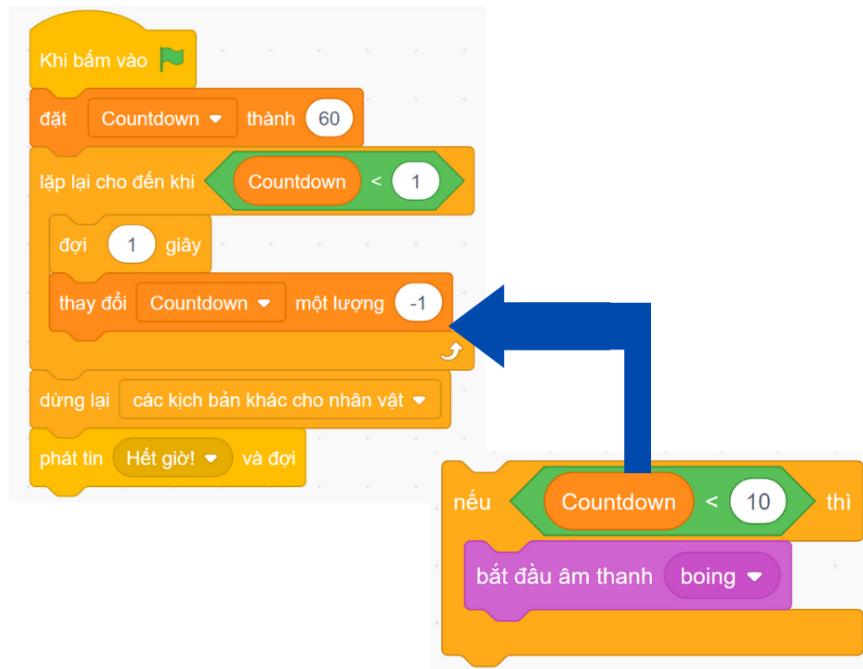 Khi bấm vào
đặt Countdown thành 60
lặp lại cho đến khi Countdown < 1
đợi 1 giây
thay đổi Countdown một lượng -1
dừng lại các kịch bản khác cho nhân vật
phát tin Hết giờ! và đợi
nếu Countdown < 10 thì
bắt đầu âm thanh boing